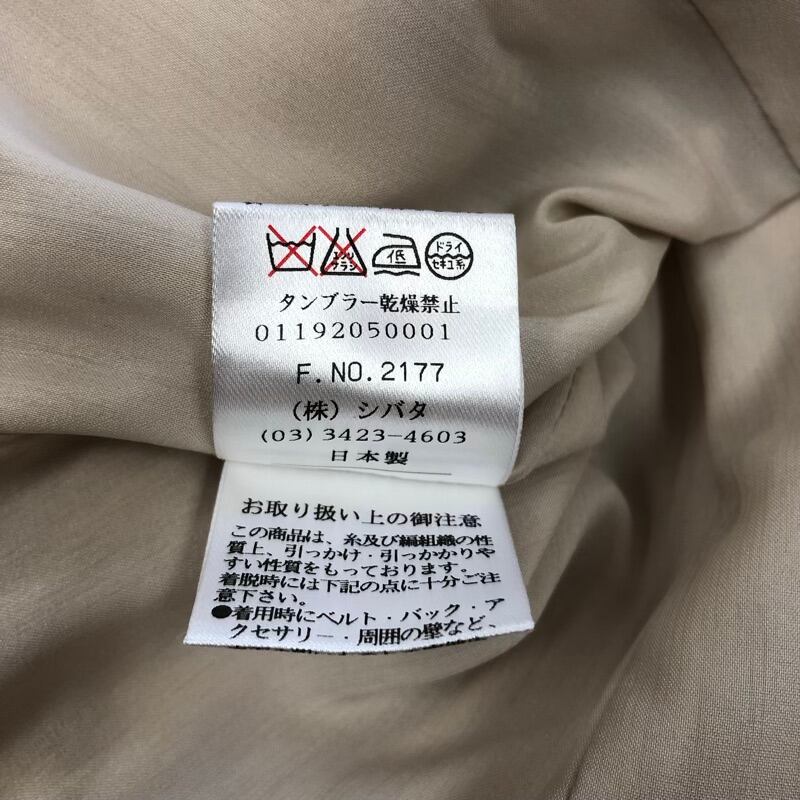 エンソ サラシ 低 ドライ セキユ系
タンブラー乾燥禁止
01192050001
F.NO.2177
(株) シバタ
(03)3423-4603
日本製
お取り扱い上の御注意
この商品は、糸及び編組織の性
質上、引っかけ・引っかかりや
すい性質をもっております。
着脱時には下記の点に十分ご注
意下さい。
●着用時にベルト・バック・ア
クセサリー・周囲の壁など、